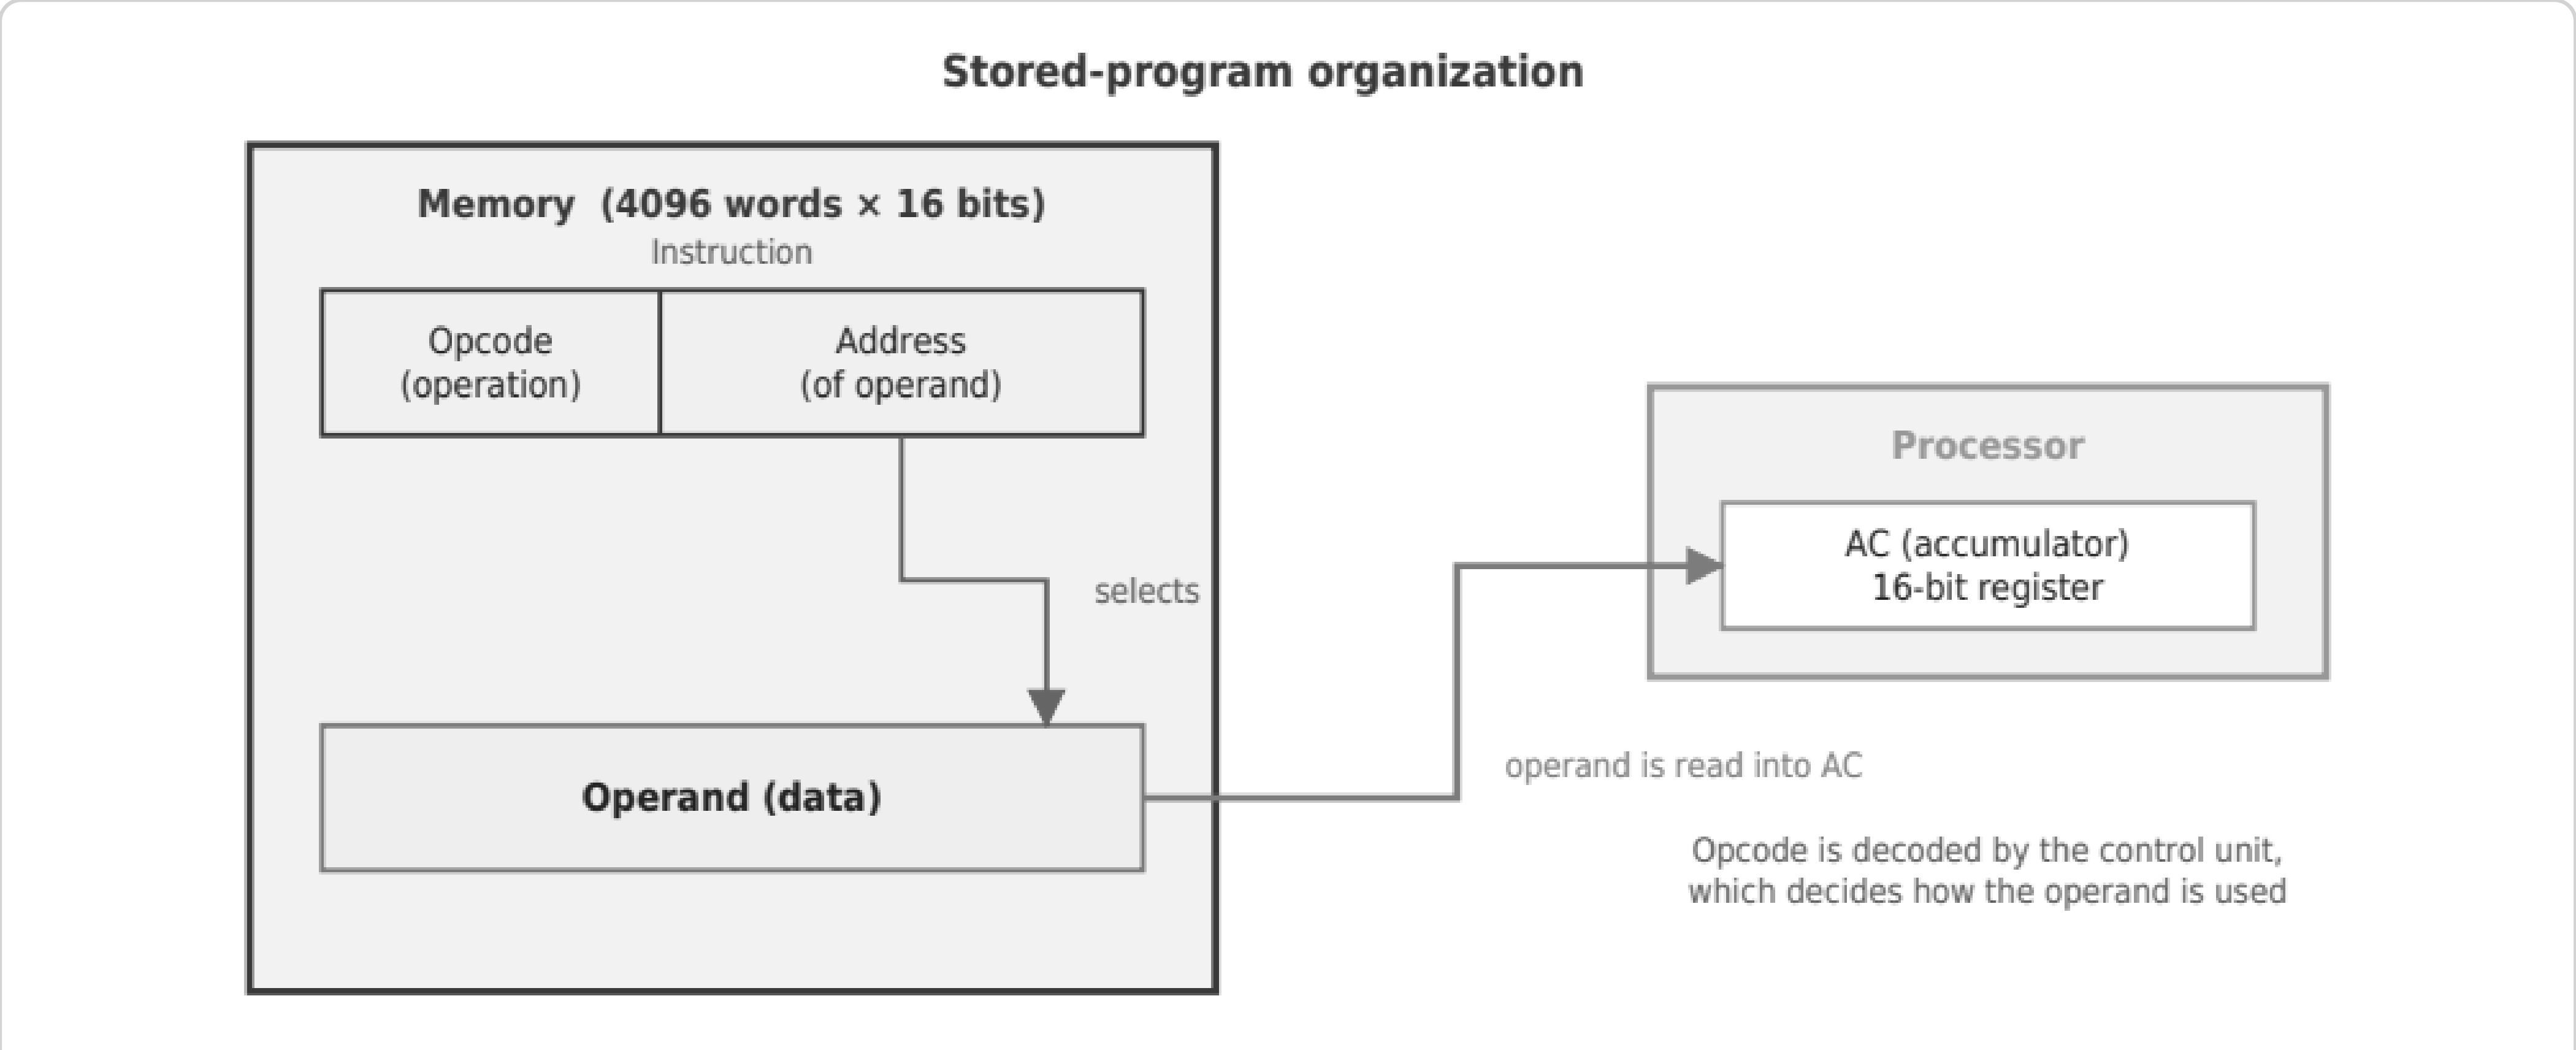 Stored-program organization
Memory (4096 words × 16 bits)
Instruction
Opcode
(operation)
Address
(of operand)
selects
Operand (data)
Processor
AC (accumulator)
16-bit register
operand is read into AC
Opcode is decoded by the control unit,
which decides how the operand is used